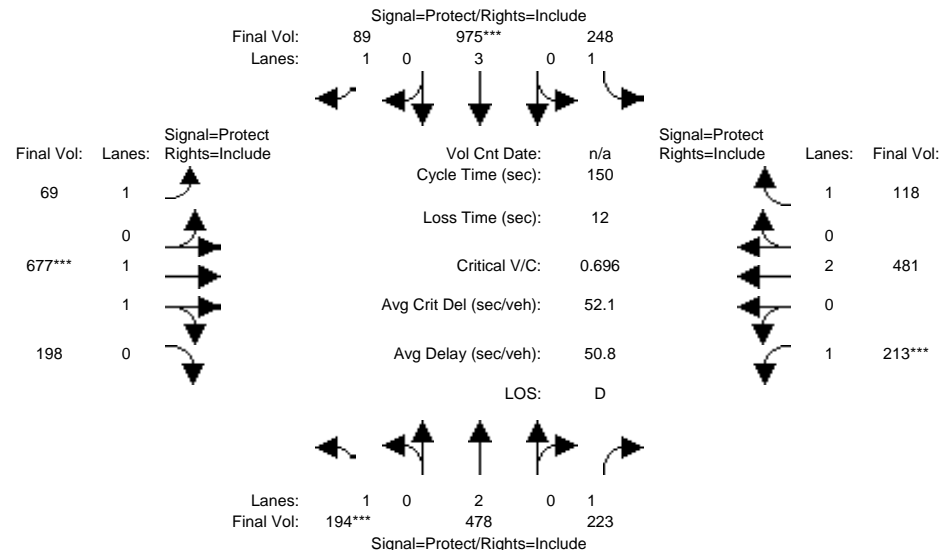 Signal=Protect/Rights=Include
Final Vol: 89 975*** 248
Lanes: 1 0 3 0 1
Signal=Protect
Final Vol: Lanes: Rights=Include
Vol Cnt Date: n/a
Signal=Protect
Rights=Include Lanes: Final Vol:
Cycle Time (sec): 150
69 1
1 118
Loss Time (sec): 12
0
0
677*** 1
Critical V/C: 0.696
2 481
1
Avg Crit Del (sec/veh): 52.1
0
198 0
Avg Delay (sec/veh): 50.8
1 213***
LOS: D
Lanes: 1 0 2 0 1
Final Vol: 194*** 478 223
Signal=Protect/Rights=Include